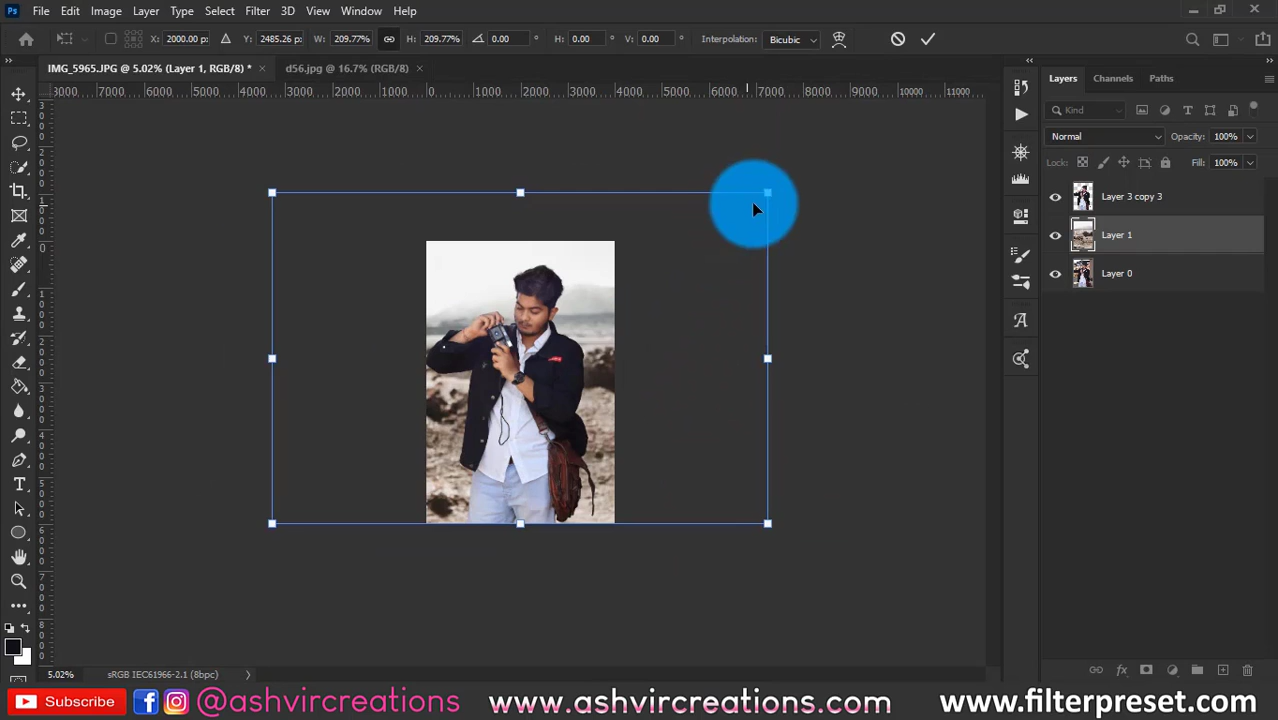 Ps File Edit Image Layer Type Select Filter 3D View Window Help
X: 2000.00 px Y: 2485.26 p: W: 209.77% H: 209.77% 0.00 ° H: 0.00 ° V: 0.00 ° Interpolation: Bicubic
IMG_5965.JPG @ 5.02% (Layer 1, RGB/8) * × d56.jpg @ 16.7% (RGB/8) ×
8000 7000 6000 5000 4000 3000 2000 1000 0 1000 2000 3000 4000 5000 6000 7000 8000 9000 10000 11000
Layers Channels Paths
Kind
Normal Opacity: 100%
Lock: Fill: 100%
Layer 3 copy 3
Layer 1
Layer 0
5.02% sRGB IEC61966-2.1 (8bpc)
Subscribe @ashvircreations www.ashvircreations.com www.filterpreset.com